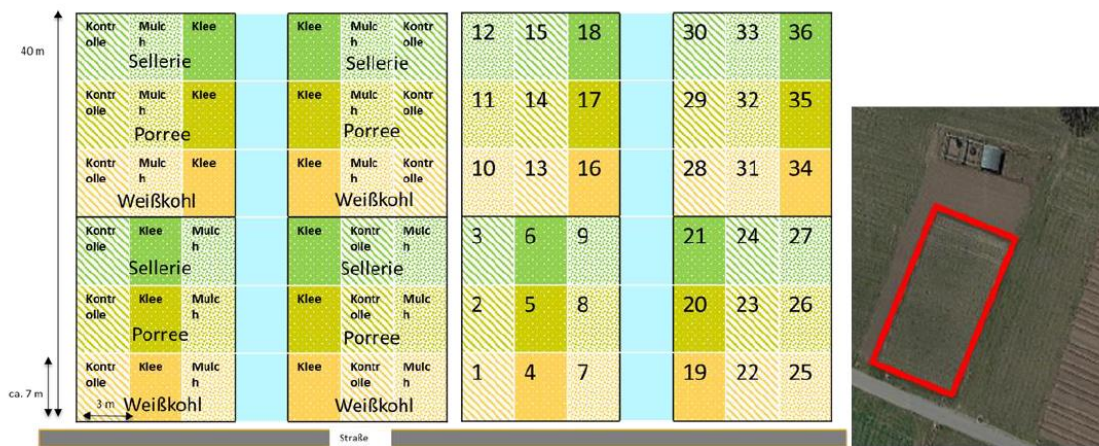 40 m
Kontr
olle
Mulc
h
Klee
Sellerie
Kontr
olle
Mulc
h
Klee
Porree
Kontr
olle
Mulc
h
Klee
Weißkohl
Kontr
olle
Klee
Mulc
h
Sellerie
Kontr
olle
Klee
Mulc
h
Porree
ca. 7 m
Kontr
olle
Klee
Mulc
h
3 m
Weißkohl
Klee
Mulc
h
Kontr
olle
Sellerie
Klee
Mulc
h
Kontr
olle
Porree
Klee
Mulc
h
Kontr
olle
Weißkohl
Klee
Kontr
olle
Mulc
h
Sellerie
Klee
Kontr
olle
Mulc
h
Porree
Klee
Kontr
olle
Mulc
h
Weißkohl
12 15 18 30 33 36
11 14 17 29 32 35
10 13 16 28 31 34
3 6 9 21 24 27
2 5 8 20 23 26
1 4 7 19 22 25
Straße